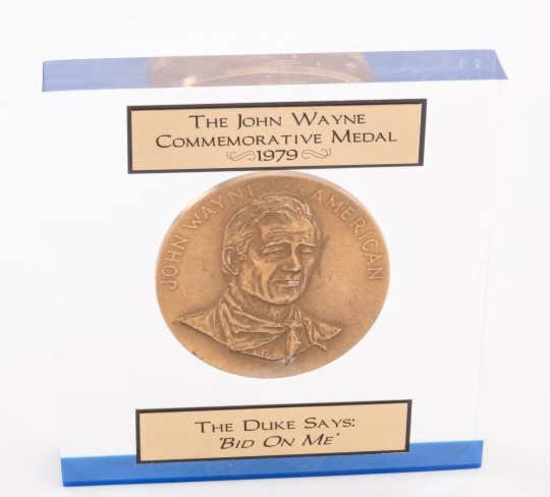 The John Wayne
Commemorative Medal
1979
JOHN WAYNE AMERICAN
The Duke Says:
'Bid On Me'